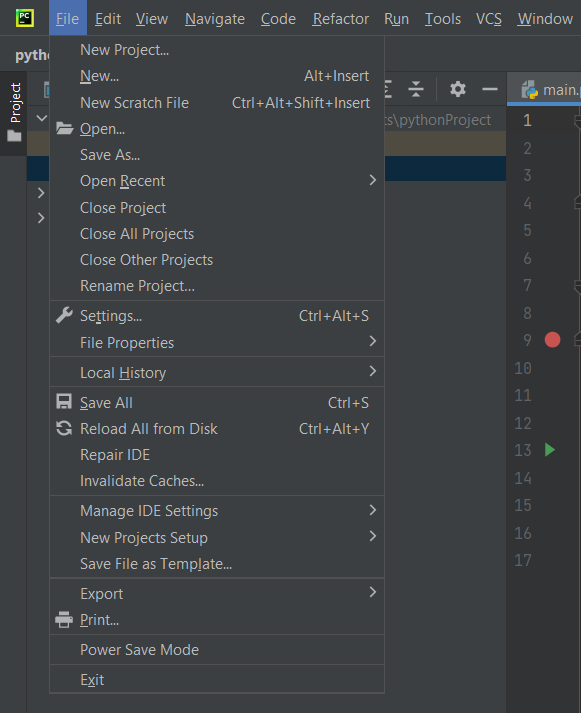 PC File Edit View Navigate Code Refactor Run Tools VCS Window
pytho
Project
New Project...
New... Alt+Insert
New Scratch File Ctrl+Alt+Shift+Insert
Open...
Save As...
Open Recent
Close Project
Close All Projects
Close Other Projects
Rename Project...
Settings... Ctrl+Alt+S
File Properties
Local History
Save All Ctrl+S
Reload All from Disk Ctrl+Alt+Y
Repair IDE
Invalidate Caches...
Manage IDE Settings
New Projects Setup
Save File as Template...
Export
Print...
Power Save Mode
Exit
ts\pythonProject
main.p
1
2
3
4
5
6
7
8
9
10
11
12
13
14
15
16
17